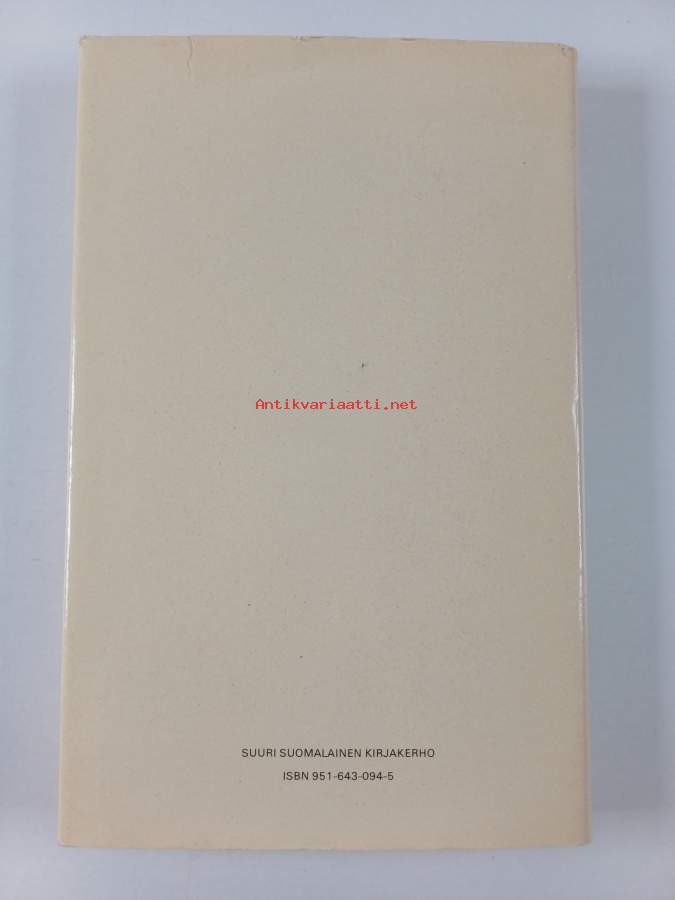 Antikvariaatti.net
SUURI SUOMALAINEN KIRJAKERHO
ISBN 951-643-094-5